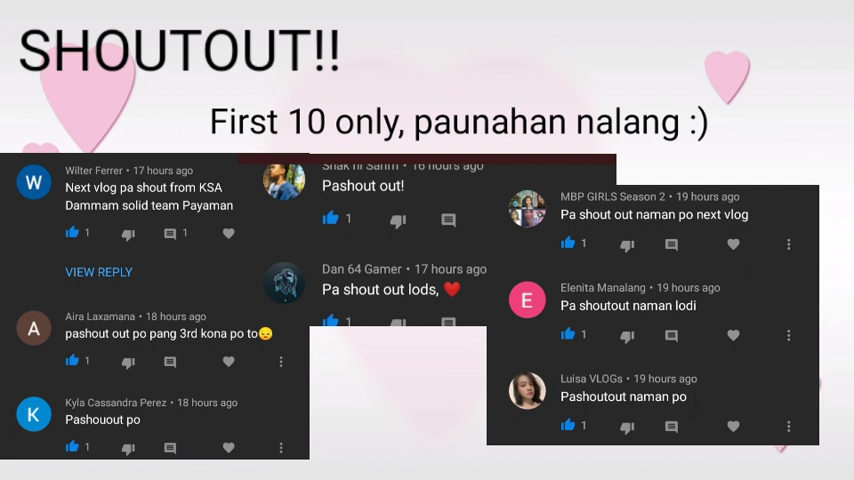 SHOUTOUT!!
First 10 only, paunahan nalang :)
W
Wilter Ferrer • 17 hours ago
Next vlog pa shout from KSA
Dammam solid team Payaman
1
1
VIEW REPLY
A
Aira Laxamana • 18 hours ago
pashout out po pang 3rd kona po to😞
1
K
Kyla Cassandra Perez • 18 hours ago
Pashouout po
1
16 hours ago
Pashout out!
1
Dan 64 Gamer • 17 hours ago
Pa shout out lods, ❤️
1
MBP GIRLS Season 2 • 19 hours ago
Pa shout out naman po next vlog
1
E
Elenita Manalang • 19 hours ago
Pa shoutout naman lodi
1
Luisa VLOGs • 19 hours ago
Pashoutout naman po
1